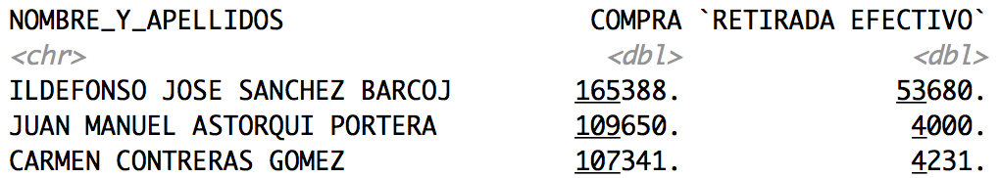 NOMBRE_Y_APELLIDOS COMPRA `RETIRADA EFECTIVO`
<chr> <dbl> <dbl>
ILDEFONSO JOSE SANCHEZ BARCOJ 165388. 53680.
JUAN MANUEL ASTORQUI PORTERA 109650. 4000.
CARMEN CONTRERAS GOMEZ 107341. 4231.